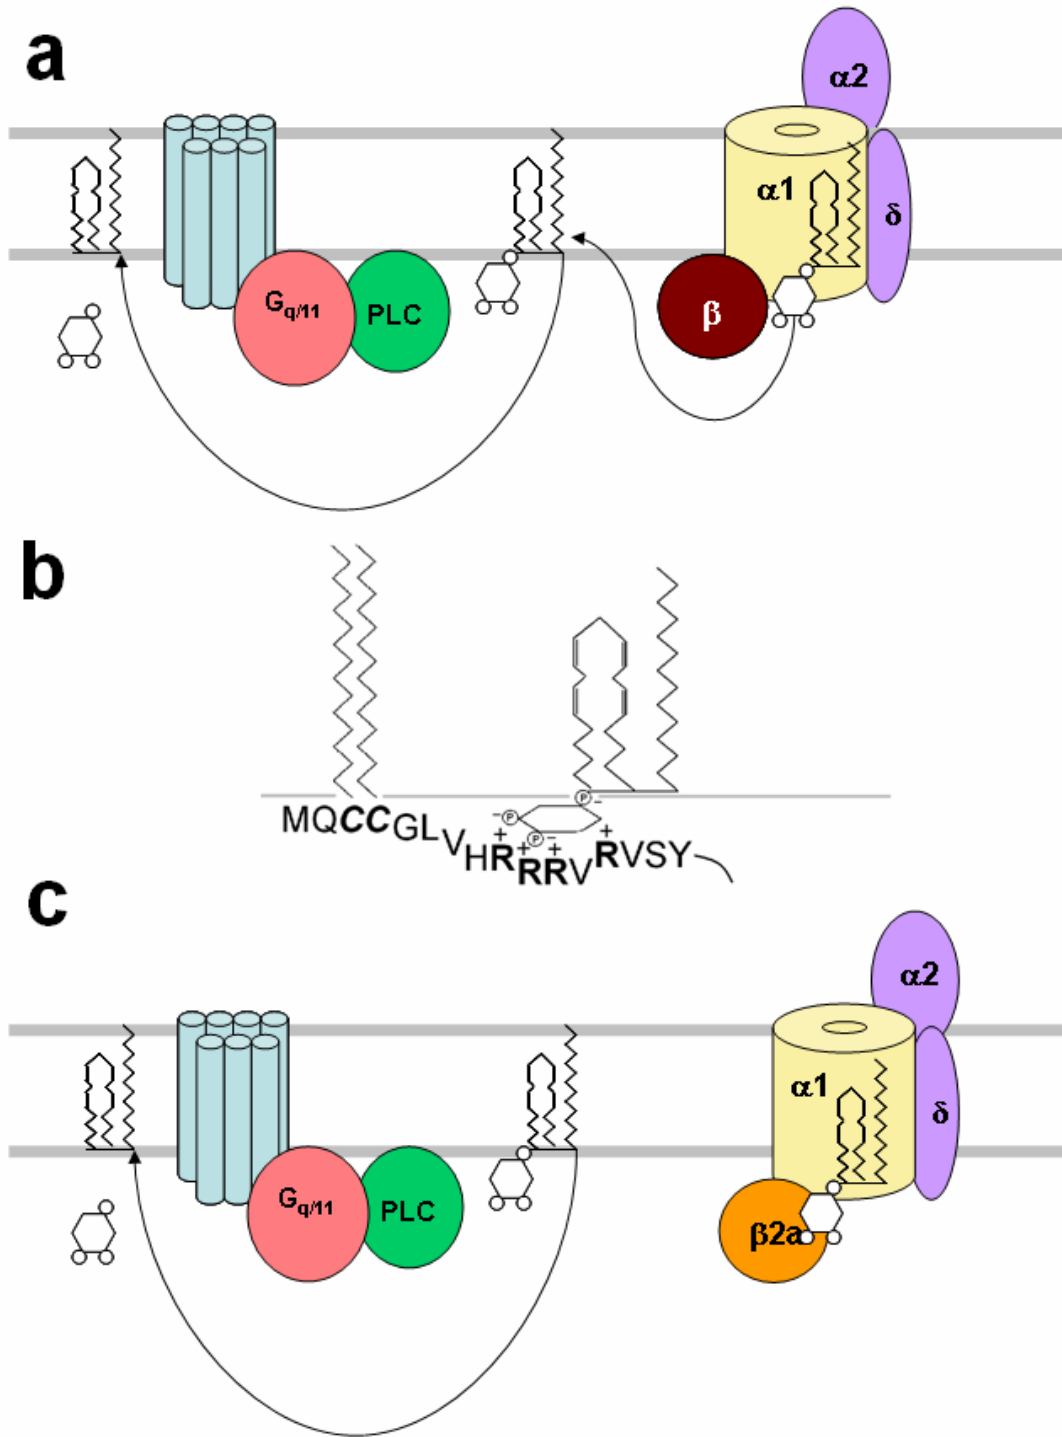 a
α2
α1
δ
Gq/11
PLC
β
b
P
−
−
P
P
−
+
+
+
+
MQCCGLVHRRRVRVSY
c
α2
α1
δ
Gq/11
PLC
β2a